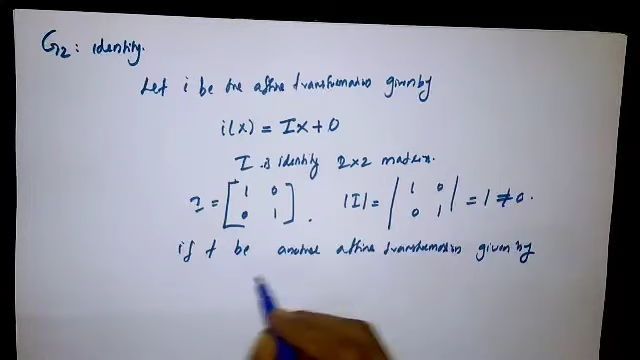 G2: identity.
Let i be the affine transformation given by
i(x) = Ix + 0
I is identity 2x2 matrix.
I = [1 0 0 1]. |I| = |1 0 0 1| = 1 ≠ 0.
if t be another affine transformation given by